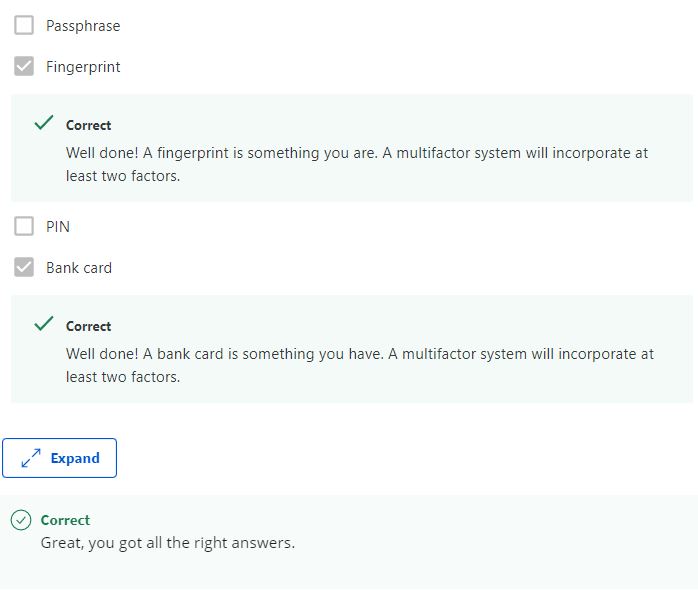 Passphrase
Fingerprint
Correct
Well done! A fingerprint is something you are. A multifactor system will incorporate at
least two factors.
PIN
Bank card
Correct
Well done! A bank card is something you have. A multifactor system will incorporate at
least two factors.
Expand
Correct
Great, you got all the right answers.